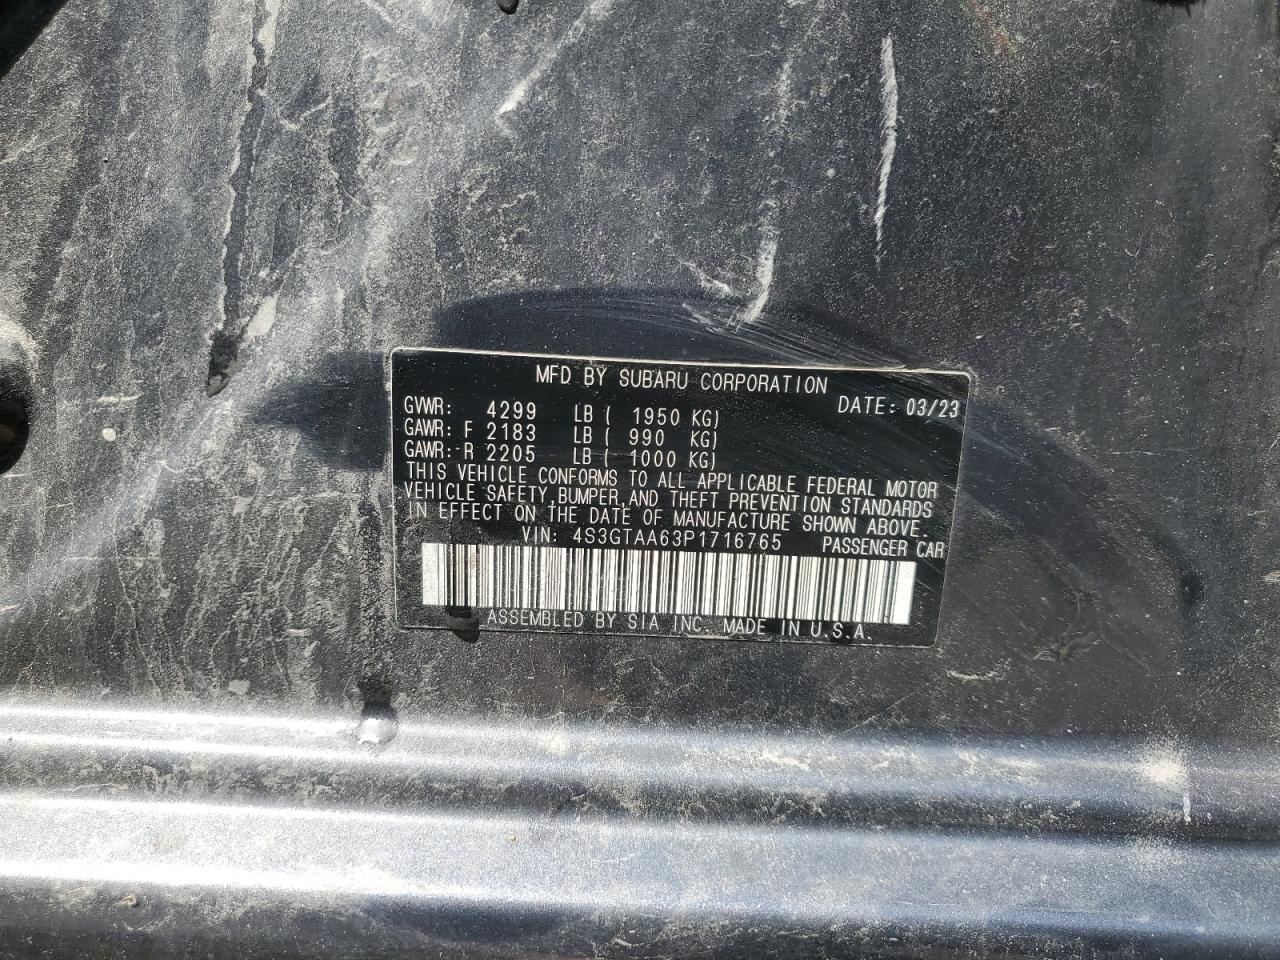 MFD BY SUBARU CORPORATION
DATE: 03/23
GVWR: 4299 LB ( 1950 KG)
GAWR: F 2183 LB ( 990 KG)
GAWR: R 2205 LB ( 1000 KG)
THIS VEHICLE CONFORMS TO ALL APPLICABLE FEDERAL MOTOR
VEHICLE SAFETY, BUMPER, AND THEFT PREVENTION STANDARDS
IN EFFECT ON THE DATE OF MANUFACTURE SHOWN ABOVE.
VIN: 4S3GTAA63P1716765 PASSENGER CAR
ASSEMBLED BY SIA INC. MADE IN U.S.A.